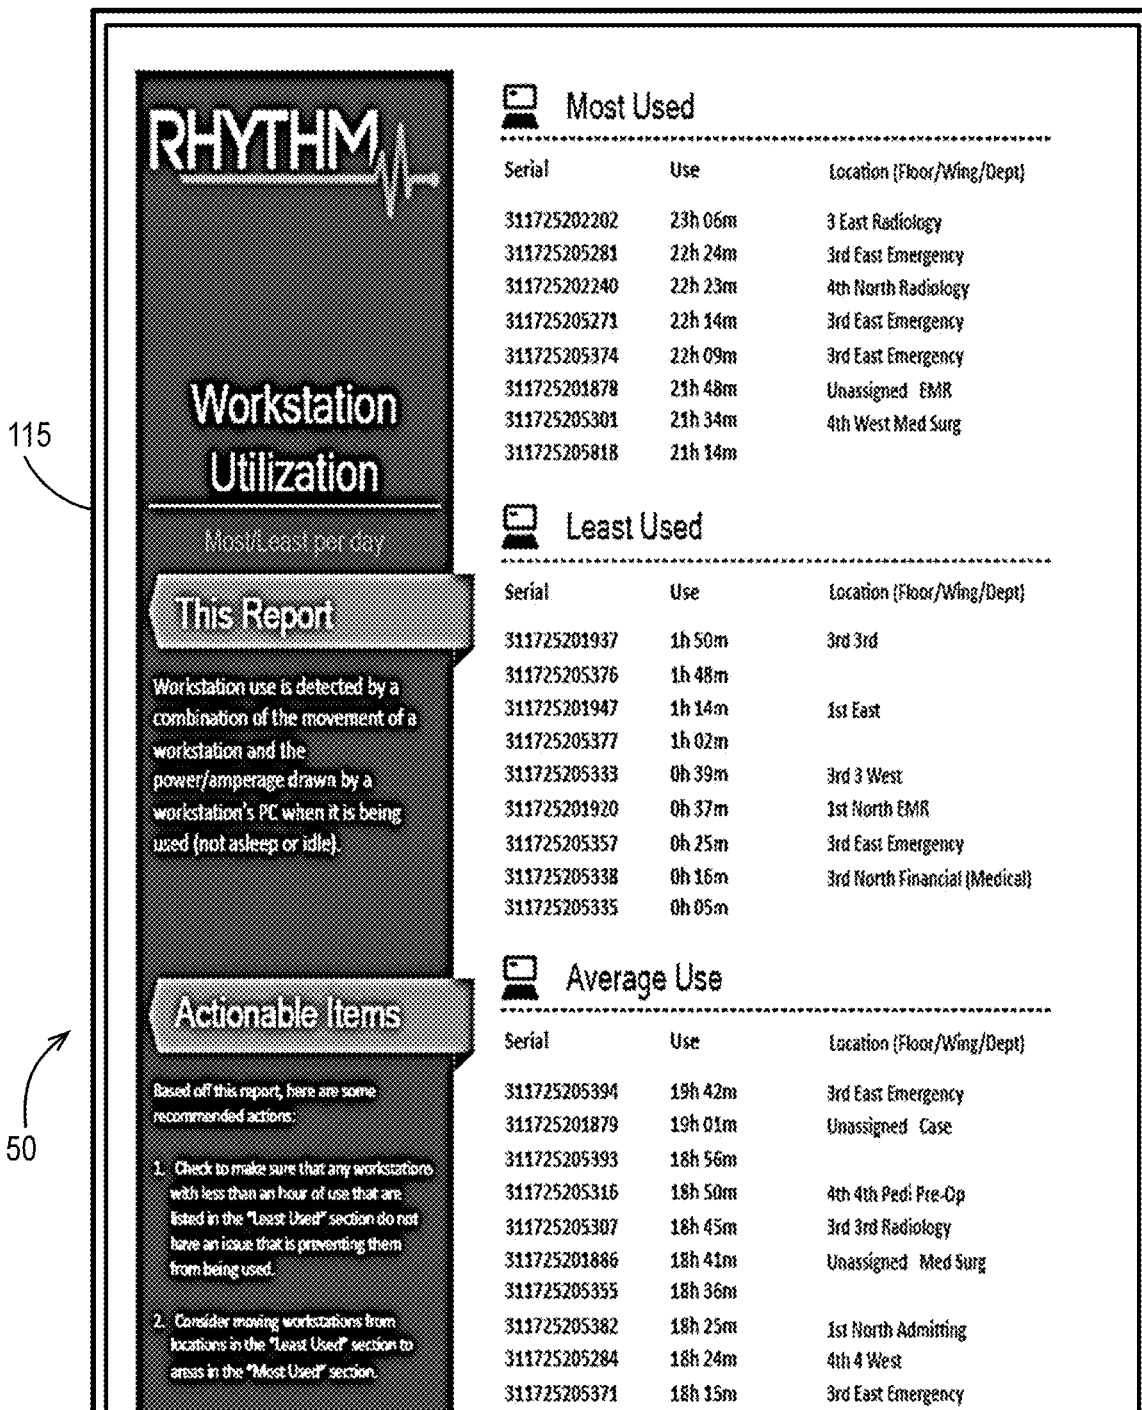 RHYTHM
Workstation
Utilization
Most/Least per day
This Report
Workstation use is detected by a
combination of the movement of a
workstation and the
power/amperage drawn by a
workstation's PC when it is being
used (not asleep or idle).
Actionable Items
Based off this report, here are some
recommended actions:
1. Check to make sure that any workstations
with less than an hour of use that are
listed in the "Least Used" section do not
have an issue that is preventing them
from being used.
2. Consider moving workstations from
locations in the "Least Used" section to
areas in the "Most Used" section.
Most Used
Serial Use Location (Floor/Wing/Dept)
311725202202 23h 06m 3 East Radiology
311725205281 22h 24m 3rd East Emergency
311725202240 22h 23m 4th North Radiology
311725205271 22h 14m 3rd East Emergency
311725205374 22h 09m 3rd East Emergency
311725201878 21h 48m Unassigned EMR
311725205301 21h 34m 4th West Med Surg
311725205818 21h 14m
Least Used
Serial Use Location (Floor/Wing/Dept)
311725201937 1h 50m 3rd 3rd
311725205376 1h 48m
311725201947 1h 14m 1st East
311725205377 1h 02m
311725205333 0h 39m 3rd 3 West
311725201920 0h 37m 1st North EMR
311725205357 0h 25m 3rd East Emergency
311725205338 0h 16m 3rd North Financial (Medical)
311725205335 0h 05m
Average Use
Serial Use Location (Floor/Wing/Dept)
311725205394 19h 42m 3rd East Emergency
311725201879 19h 01m Unassigned Case
311725205393 18h 56m
311725205316 18h 50m 4th 4th Pedi Pre-Op
311725205307 18h 45m 3rd 3rd Radiology
311725201886 18h 41m Unassigned Med Surg
311725205355 18h 36m
311725205382 18h 25m 1st North Admitting
311725205284 18h 24m 4th 4 West
311725205371 18h 15m 3rd East Emergency
115
50